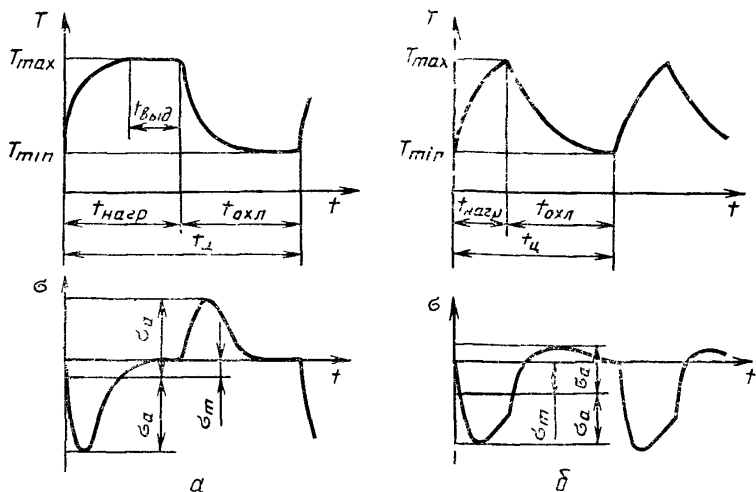 а.
T
Tmax
tвыд
Tmin
tнагр
tохл
t
tц
б.
T
Tmax
Tmin
tнагр
tохл
t
tц
σ
σa
t
σa
σm
а
σ
t
σa
σm
σa
б